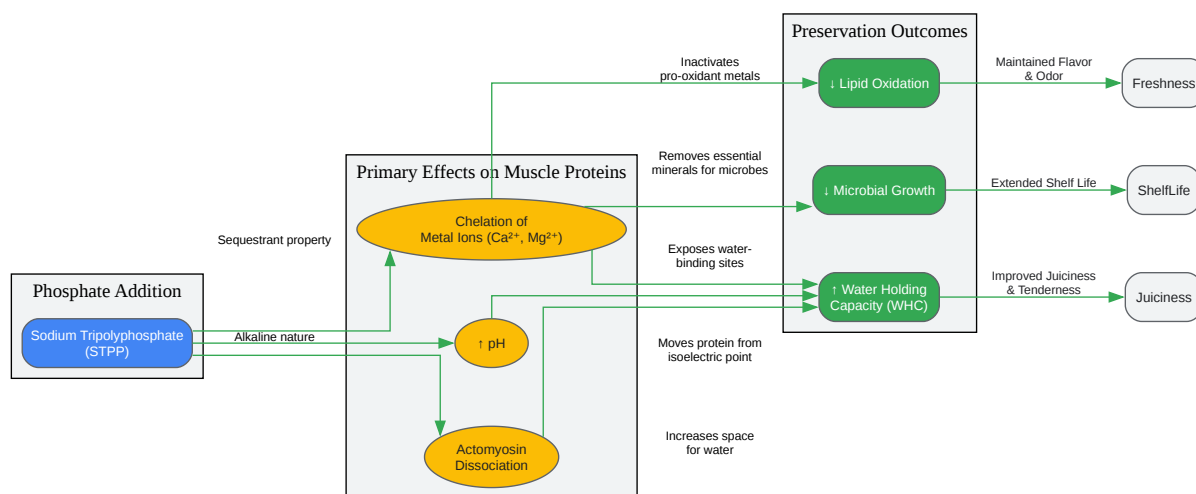 Preservation Outcomes
Inactivates
pro-oxidant metals
↓ Lipid Oxidation
Maintained Flavor
& Odor
Freshness
Primary Effects on Muscle Proteins
Removes essential
minerals for microbes
↓ Microbial Growth
Extended Shelf Life
ShelfLife
Chelation of
Metal Ions (Ca²⁺, Mg²⁺)
Sequestrant property
Exposes water-
binding sites
↑ Water Holding
Capacity (WHC)
Improved Juiciness
& Tenderness
Juiciness
Phosphate Addition
Sodium Tripolyphosphate
(STPP)
Alkaline nature
↑ pH
Moves protein from
isoelectric point
Actomyosin
Dissociation
Increases space
for water